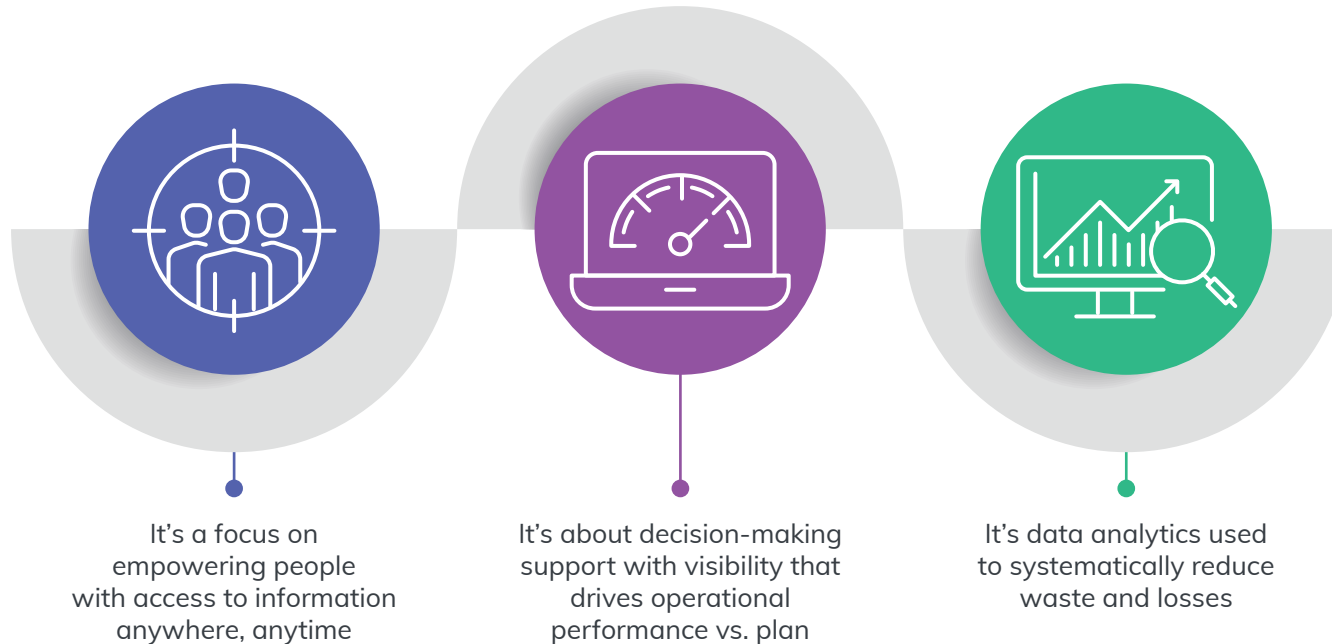 It’s a focus on
empowering people
with access to information
anywhere, anytime
It’s about decision-making
support with visibility that
drives operational
performance vs. plan
It’s data analytics used
to systematically reduce
waste and losses